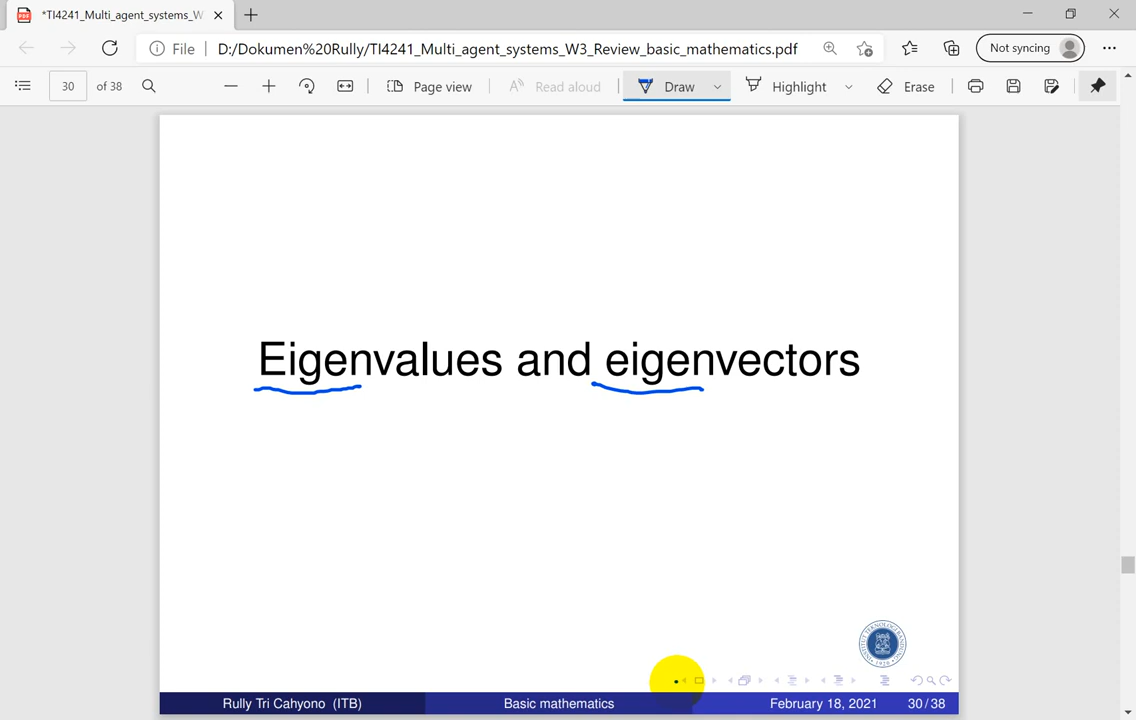 *TI4241_Multi_agent_systems_W
File D:/Dokumen%20Rully/TI4241_Multi_agent_systems_W3_Review_basic_mathematics.pdf Not syncing
30 of 38 Page view Read aloud Draw Highlight Erase
Eigenvalues and eigenvectors
Rully Tri Cahyono (ITB) Basic mathematics February 18, 2021 30 / 38